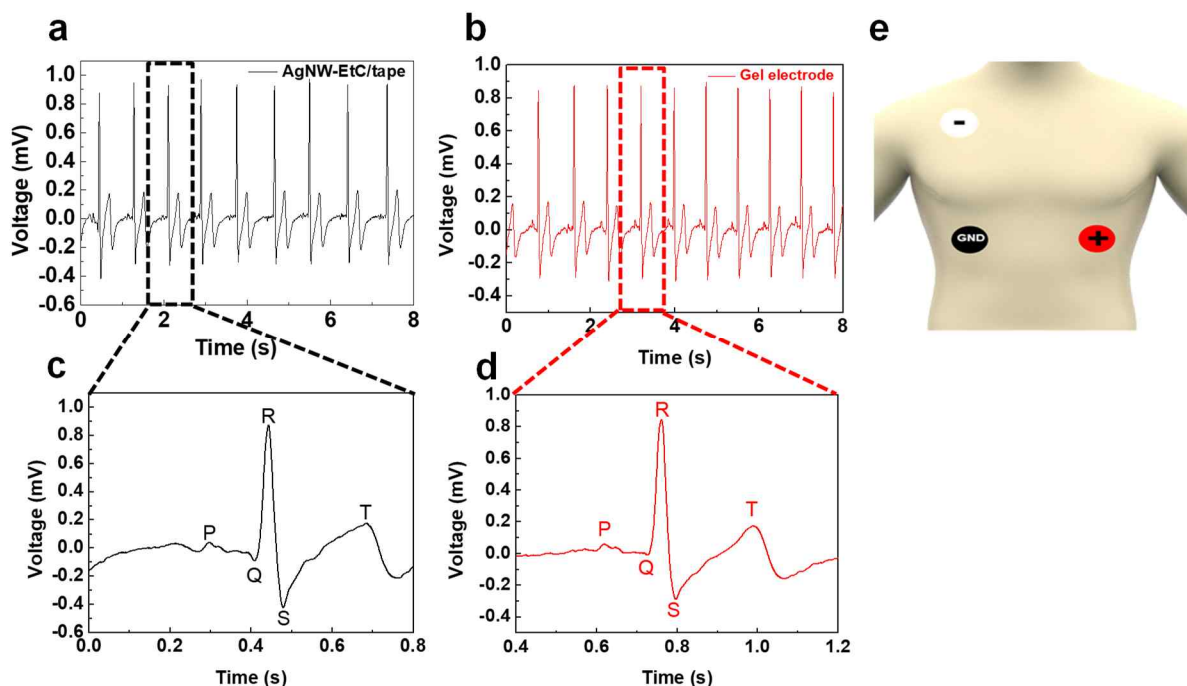 a
AgNW-EtC/tape
1.0
0.8
0.6
0.4
0.2
0.0
-0.2
-0.4
-0.6
Voltage (mV)
0 2 4 6 8
Time (s)
b
Gel electrode
1.0
0.8
0.6
0.4
0.2
0.0
-0.2
-0.4
Voltage (mV)
0 2 4 6 8
Time (s)
e
-
GND
+
c
1.0
0.8
0.6
0.4
0.2
0.0
-0.2
-0.4
-0.6
Voltage (mV)
P
Q
R
S
T
0.0 0.2 0.4 0.6 0.8
Time (s)
d
1.0
0.8
0.6
0.4
0.2
0.0
-0.2
-0.4
Voltage (mV)
P
Q
R
S
T
0.4 0.6 0.8 1.0 1.2
Time (s)